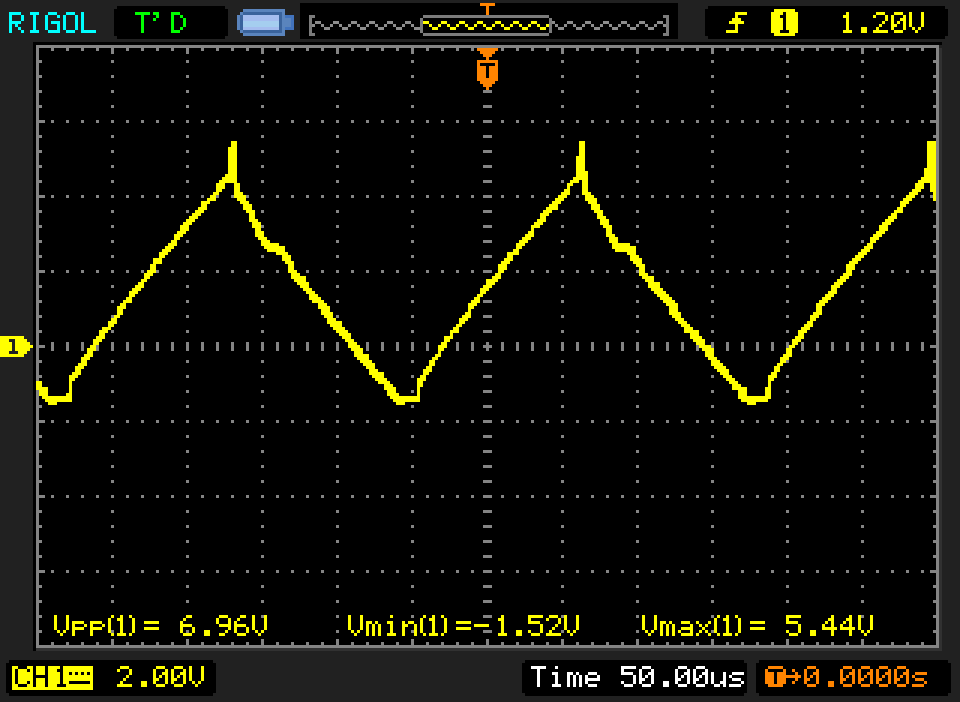 RIGOL T'D 1 1.20V
T
T
1
Vpp(1)= 6.96V Vmin(1)=-1.52V Vmax(1)= 5.44V
CH1 2.00V Time 50.00us T→0.0000s